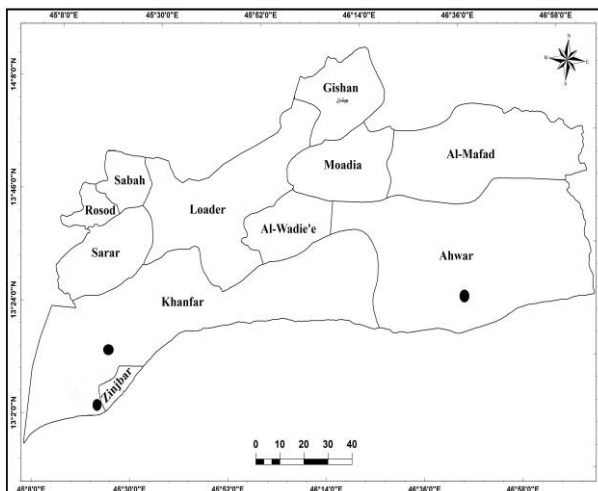 45°8'0"E 45°30'0"E 45°52'0"E 46°14'0"E 46°36'0"E 46°58'0"E
N
W E
S
14°8'0"N
Gishan
جيشان
Moadia
Al-Mafad
13°46'0"N
Sabah
Rosod
Loader
Al-Wadie'e
Sarar
Ahwar
13°24'0"N
Khanfar
Zinjbar
13°2'0"N
0 5 10 20 30 40
45°8'0"E 45°30'0"E 45°52'0"E 46°14'0"E 46°36'0"E 46°58'0"E